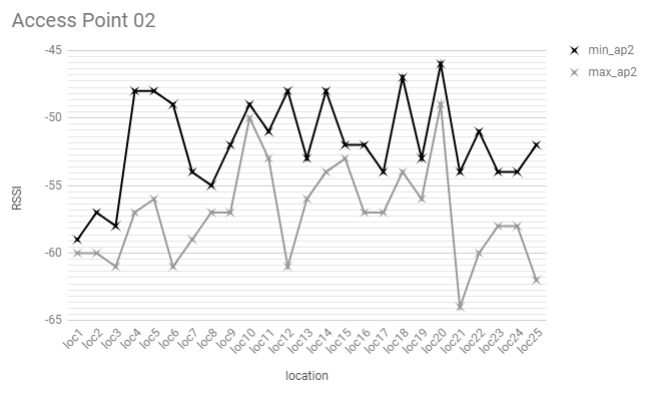 Access Point 02
-45
-50
-55
-60
-65
RSSI
loc1 loc2 loc3 loc4 loc5 loc6 loc7 loc8 loc9 loc10 loc11 loc12 loc13 loc14 loc15 loc16 loc17 loc18 loc19 loc20 loc21 loc22 loc23 loc24 loc25
location
min_ap2
max_ap2